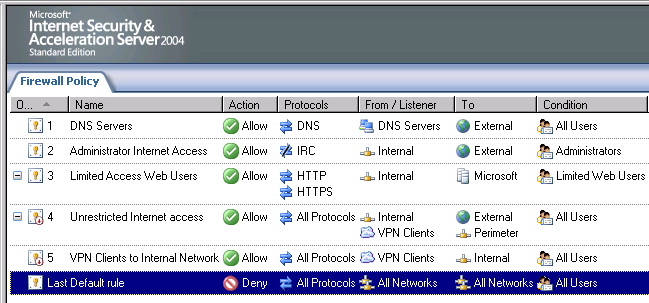 Microsoft®
Internet Security &
Acceleration Server 2004
Standard Edition
Firewall Policy
O... Name Action Protocols From / Listener To Condition
1 DNS Servers Allow DNS DNS Servers External All Users
2 Administrator Internet Access Allow IRC Internal External Administrators
3 Limited Access Web Users Allow HTTP Internal Microsoft Limited Web Users
HTTPS
4 Unrestricted Internet access Allow All Protocols Internal External All Users
VPN Clients Perimeter
5 VPN Clients to Internal Network Allow All Protocols VPN Clients Internal All Users
Last Default rule Deny All Protocols All Networks All Networks All Users